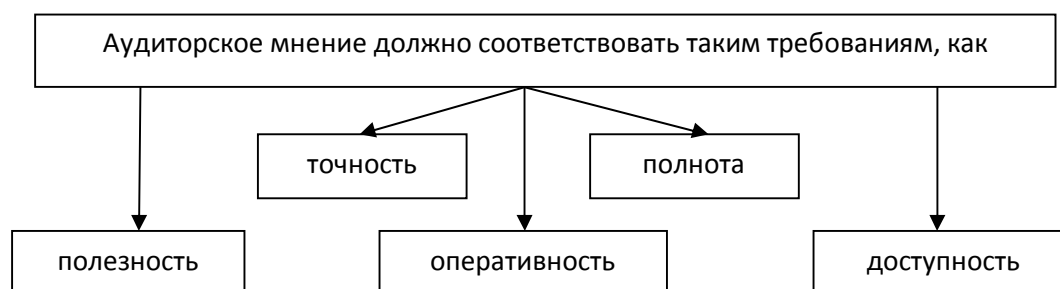 Аудиторское мнение должно соответствовать таким требованиям, как
точность
полнота
полезность
оперативность
доступность